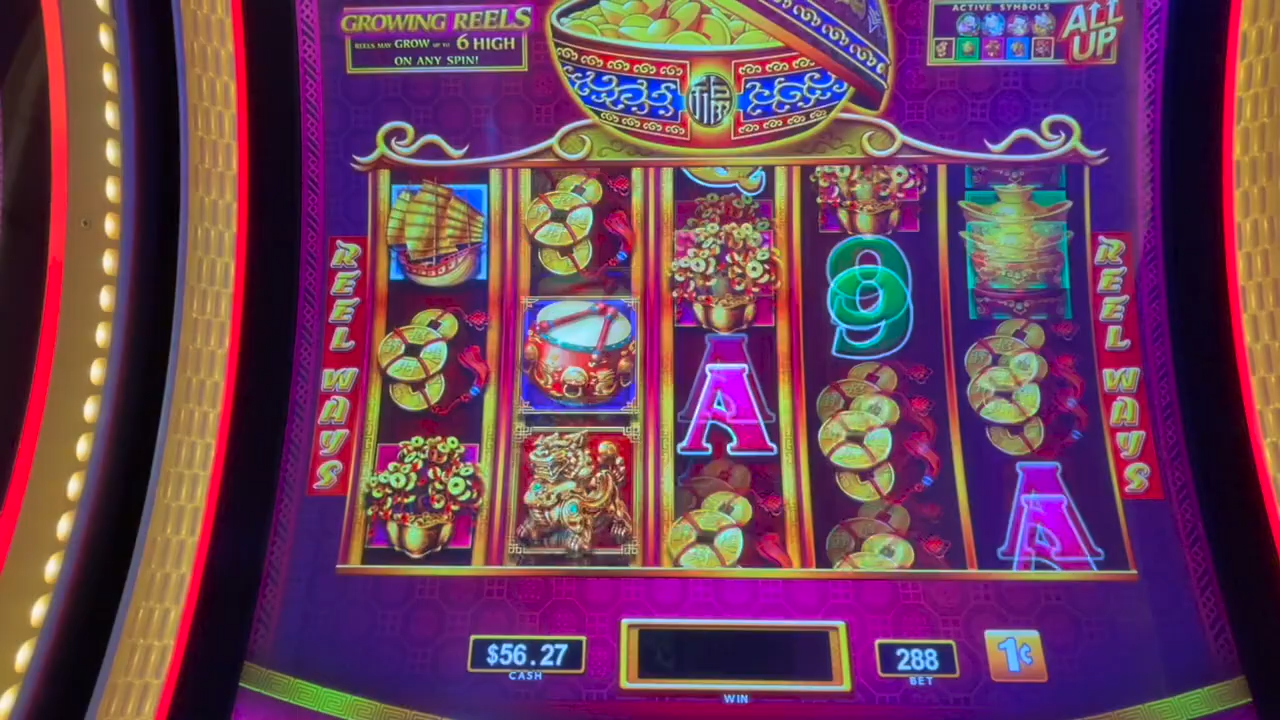 GROWING REELS
REELS MAY GROW UP TO 6 HIGH
ON ANY SPIN!
ACTIVE SYMBOLS
ALL
UP
REEL WAYS
REEL WAYS
9
A
A
$56.27
CASH
WIN
288
BET
1¢